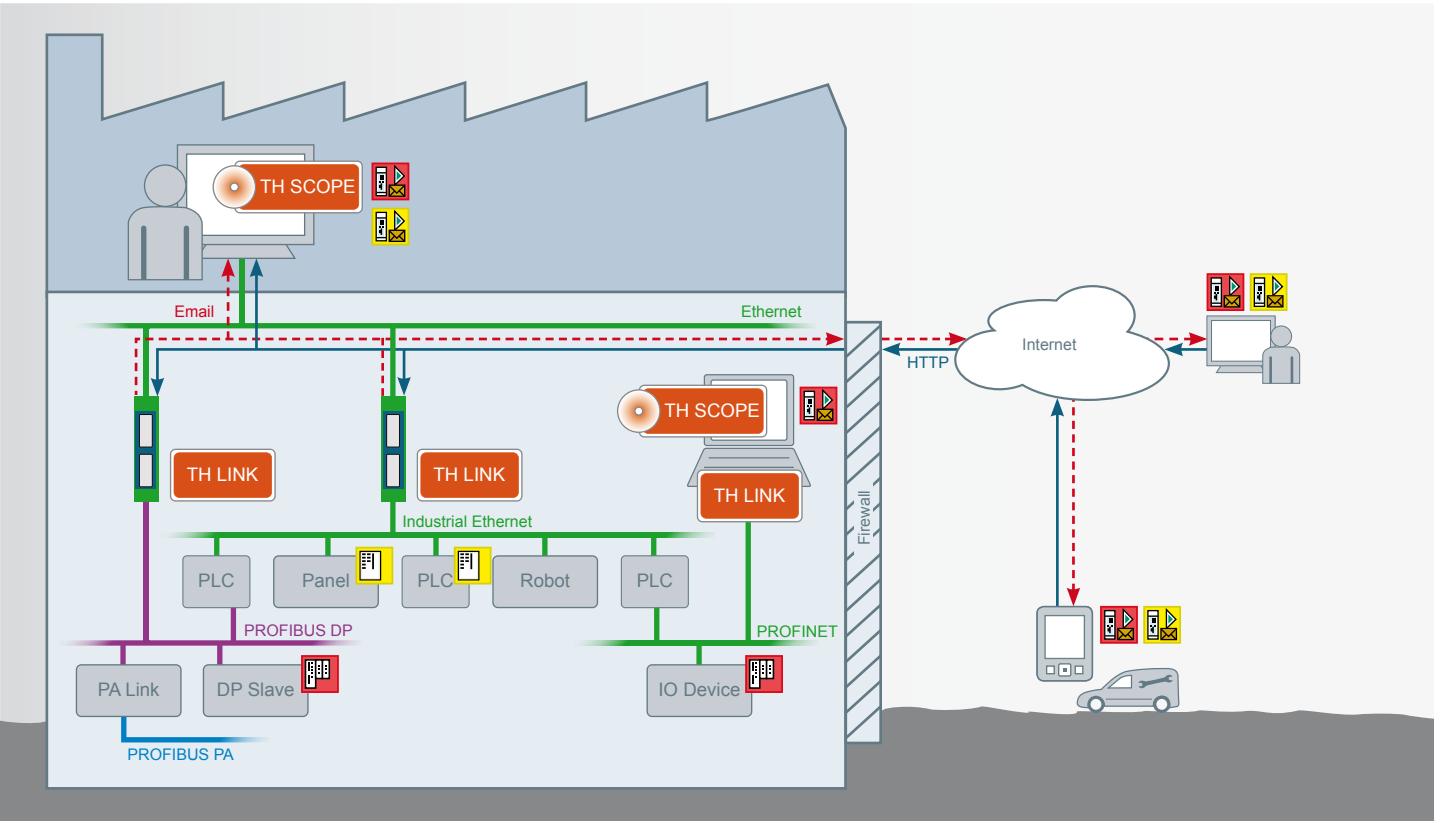 TH SCOPE
Email
Ethernet
Internet
HTTP
TH SCOPE
TH LINK
TH LINK
TH LINK
Firewall
Industrial Ethernet
PLC
Panel
PLC
Robot
PLC
PROFIBUS DP
PROFINET
PA Link
DP Slave
IO Device
PROFIBUS PA